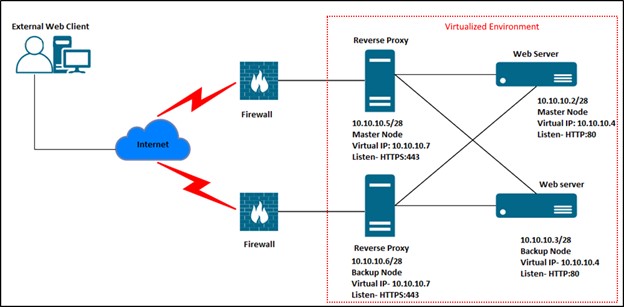 External Web Client
Virtualized Environment
Reverse Proxy
Web Server
Firewall
10.10.10.5/28
Master Node
Virtual IP: 10.10.10.7
Listen- HTTPS:443
10.10.10.2/28
Master Node
Virtual IP: 10.10.10.4
Listen- HTTP:80
Internet
Web server
Firewall
Reverse Proxy
10.10.10.6/28
Backup Node
Virtual IP- 10.10.10.7
Listen- HTTPS:443
10.10.10.3/28
Backup Node
Virtual IP- 10.10.10.4
Listen- HTTP:80